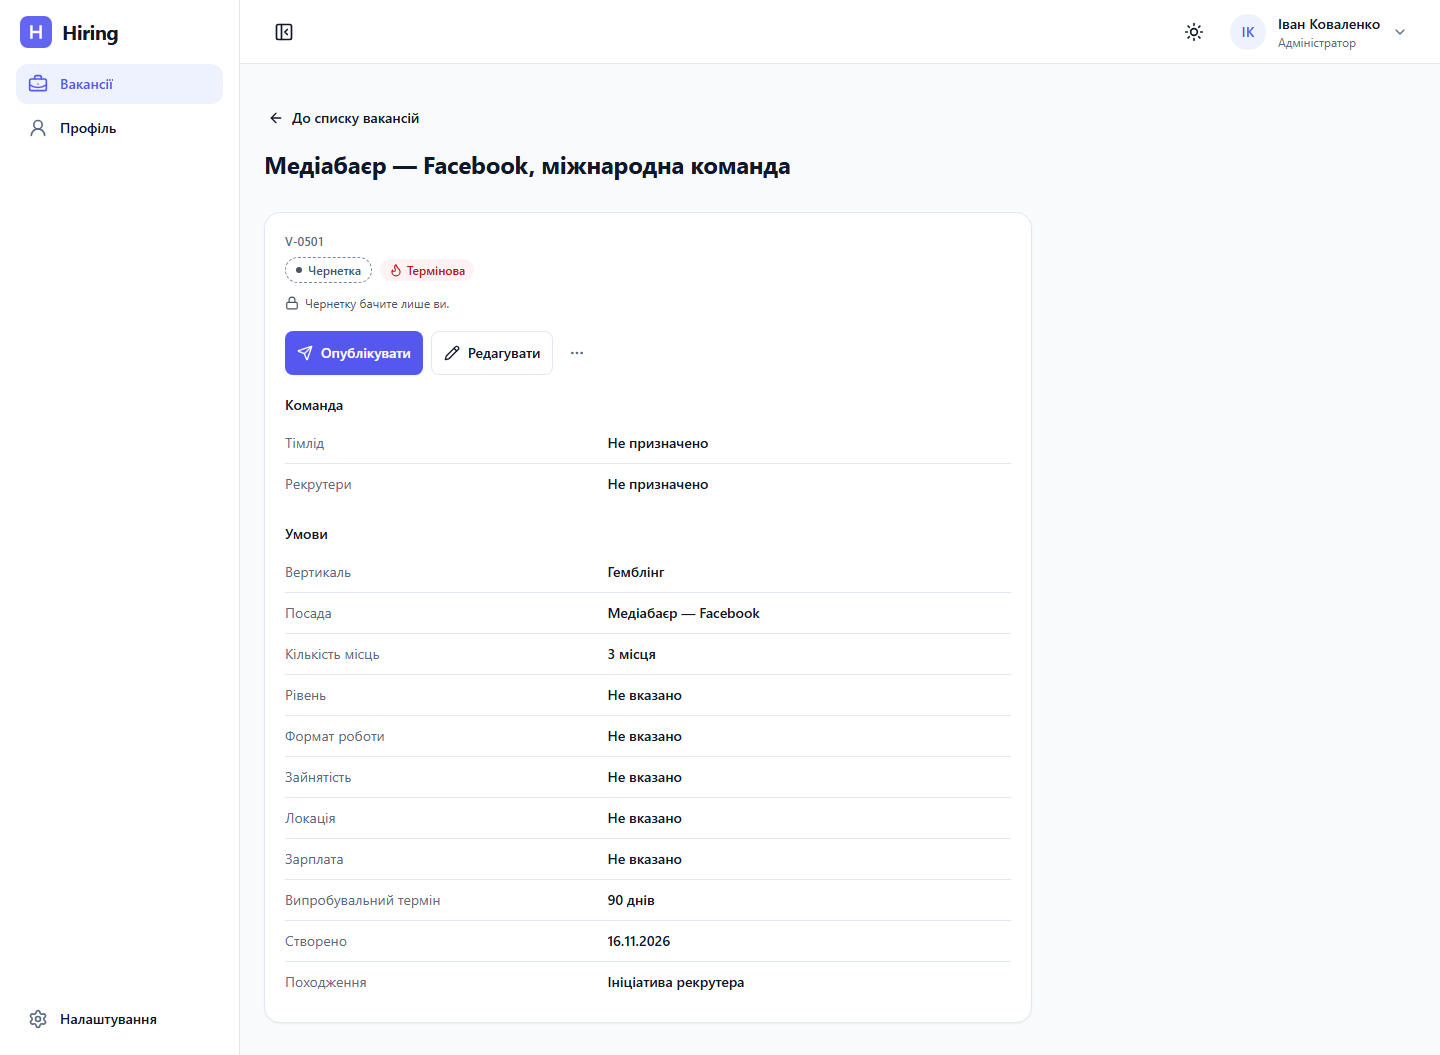 H Hiring
Вакансії
Профіль
Налаштування
ІК
Іван Коваленко
Адміністратор
До списку вакансій
Медіабаєр — Facebook, міжнародна команда
V-0501
Чернетка
Термінова
Чернетку бачите лише ви.
Опублікувати
Редагувати
Команда
Тімлід Не призначено
Рекрутери Не призначено
Умови
Вертикаль Гемблінг
Посада Медіабаєр — Facebook
Кількість місць 3 місця
Рівень Не вказано
Формат роботи Не вказано
Зайнятість Не вказано
Локація Не вказано
Зарплата Не вказано
Випробувальний термін 90 днів
Створено 16.11.2026
Походження Ініціатива рекрутера